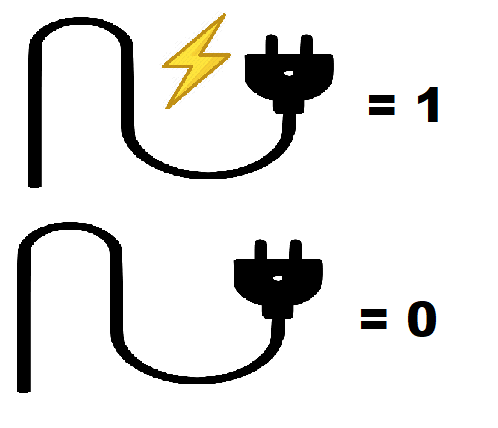 = 1
= 0